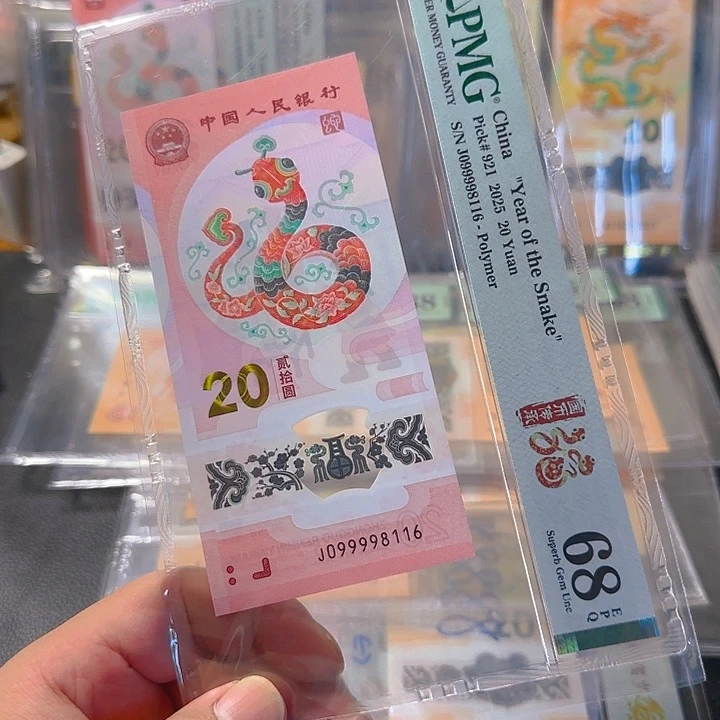 中国人民银行
20
贰拾圆
J099998116
PMG®
ER MONEY GUARANTY
China
"Year of the Snake"
Pick# 921 2025 20 Yuan
S/N J099998116 - Polymer
68
EPQ
Superb Gem Unc